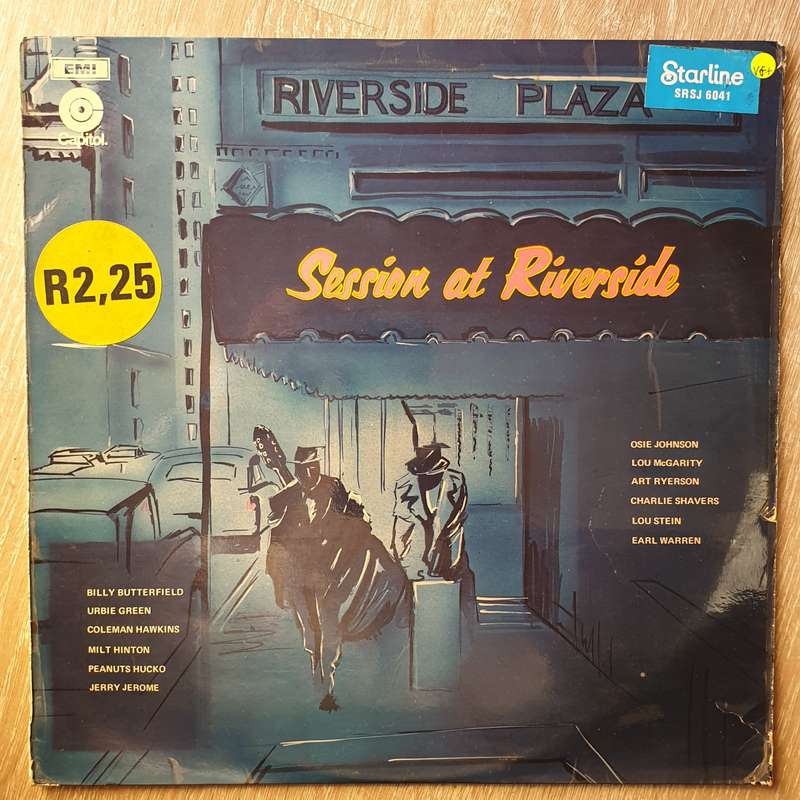 EMI
Capitol.
RIVERSIDE PLAZA
Starline
SRSJ 6041
VG+
R2,25
Session at Riverside
OSIE JOHNSON
LOU McGARITY
ART RYERSON
CHARLIE SHAVERS
LOU STEIN
EARL WARREN
BILLY BUTTERFIELD
URBIE GREEN
COLEMAN HAWKINS
MILT HINTON
PEANUTS HUCKO
JERRY JEROME